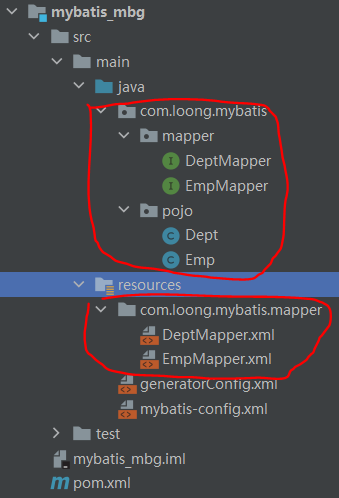 mybatis_mbg
src
main
java
com.loong.mybatis
mapper
DeptMapper
EmpMapper
pojo
Dept
Emp
resources
com.loong.mybatis.mapper
DeptMapper.xml
EmpMapper.xml
generatorConfig.xml
mybatis-config.xml
test
mybatis_mbg.iml
pom.xml